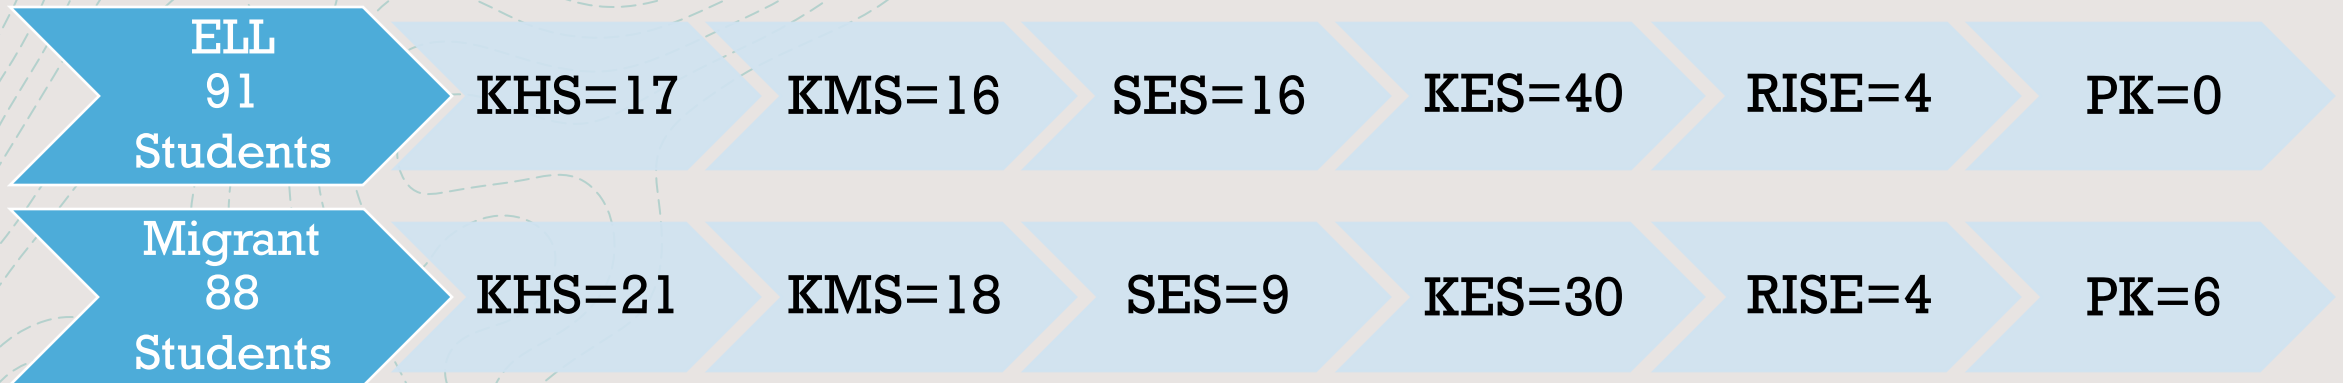 ELL
91
Students
KHS=17
KMS=16
SES=16
KES=40
RISE=4
PK=0
Migrant
88
Students
KHS=21
KMS=18
SES=9
KES=30
RISE=4
PK=6